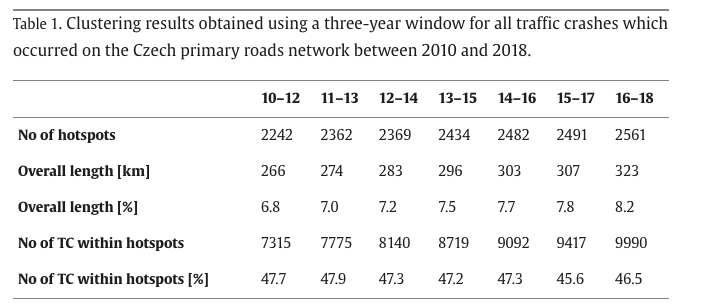 Table 1. Clustering results obtained using a three-year window for all traffic crashes which
occurred on the Czech primary roads network between 2010 and 2018.
10–12 11–13 12–14 13–15 14–16 15–17 16–18
No of hotspots 2242 2362 2369 2434 2482 2491 2561
Overall length [km] 266 274 283 296 303 307 323
Overall length [%] 6.8 7.0 7.2 7.5 7.7 7.8 8.2
No of TC within hotspots 7315 7775 8140 8719 9092 9417 9990
No of TC within hotspots [%] 47.7 47.9 47.3 47.2 47.3 45.6 46.5